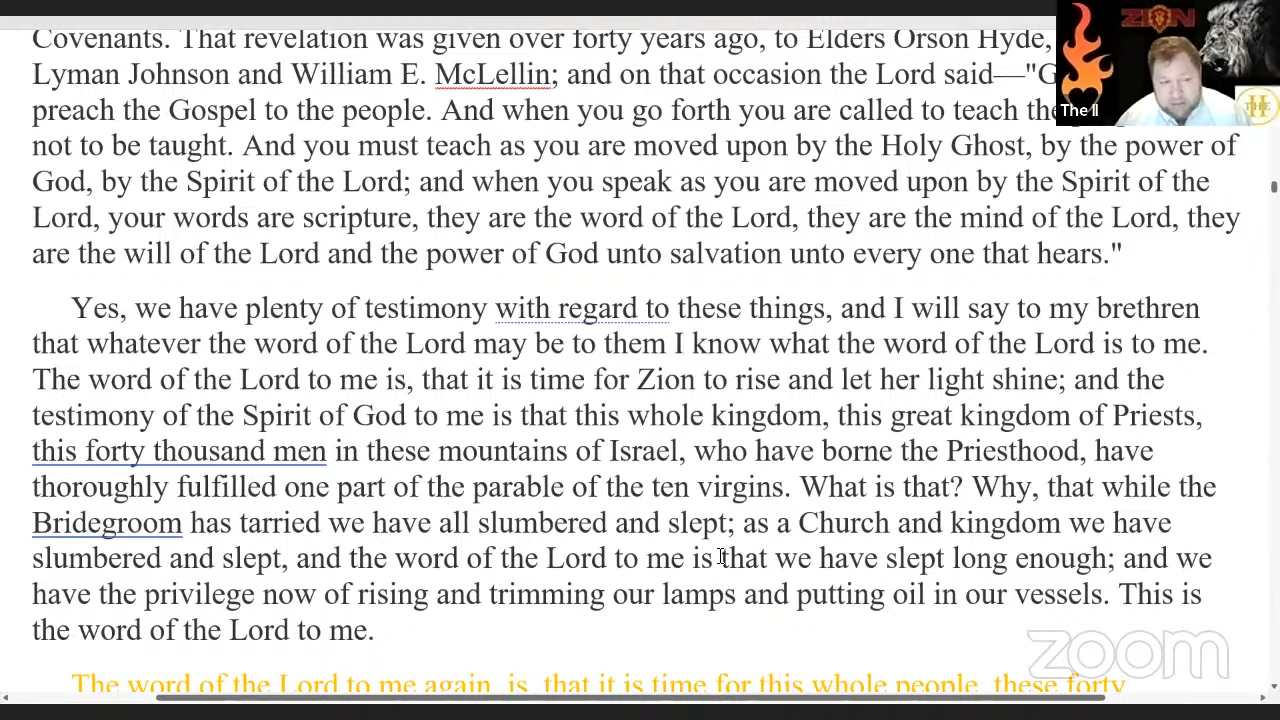 Covenants. That revelation was given over forty years ago, to Elders Orson Hyde,
Lyman Johnson and William E. McLellin; and on that occasion the Lord said—"G
preach the Gospel to the people. And when you go forth you are called to teach the
not to be taught. And you must teach as you are moved upon by the Holy Ghost, by the power of
God, by the Spirit of the Lord; and when you speak as you are moved upon by the Spirit of the
Lord, your words are scripture, they are the word of the Lord, they are the mind of the Lord, they
are the will of the Lord and the power of God unto salvation unto every one that hears."
Yes, we have plenty of testimony with regard to these things, and I will say to my brethren
that whatever the word of the Lord may be to them I know what the word of the Lord is to me.
The word of the Lord to me is, that it is time for Zion to rise and let her light shine; and the
testimony of the Spirit of God to me is that this whole kingdom, this great kingdom of Priests,
this forty thousand men in these mountains of Israel, who have borne the Priesthood, have
thoroughly fulfilled one part of the parable of the ten virgins. What is that? Why, that while the
Bridegroom has tarried we have all slumbered and slept; as a Church and kingdom we have
slumbered and slept, and the word of the Lord to me is that we have slept long enough; and we
have the privilege now of rising and trimming our lamps and putting oil in our vessels. This is
the word of the Lord to me.
The word of the Lord to me again, is, that it is time for this whole people, these forty
ZION
The II
THE
II
zoom